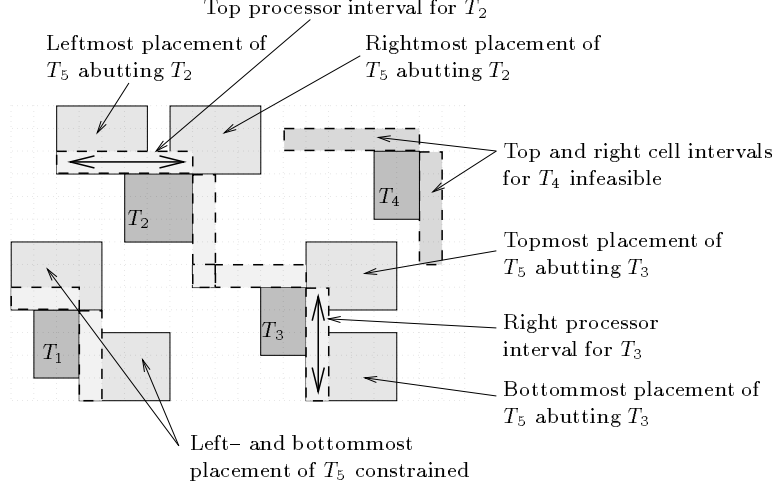 Top processor interval for T2
Leftmost placement of
T5 abutting T2
Rightmost placement of
T5 abutting T2
Top and right cell intervals
for T4 infeasible
T4
T2
Topmost placement of
T5 abutting T3
T1
T3
Right processor
interval for T3
Bottommost placement of
T5 abutting T3
Left– and bottommost
placement of T5 constrained